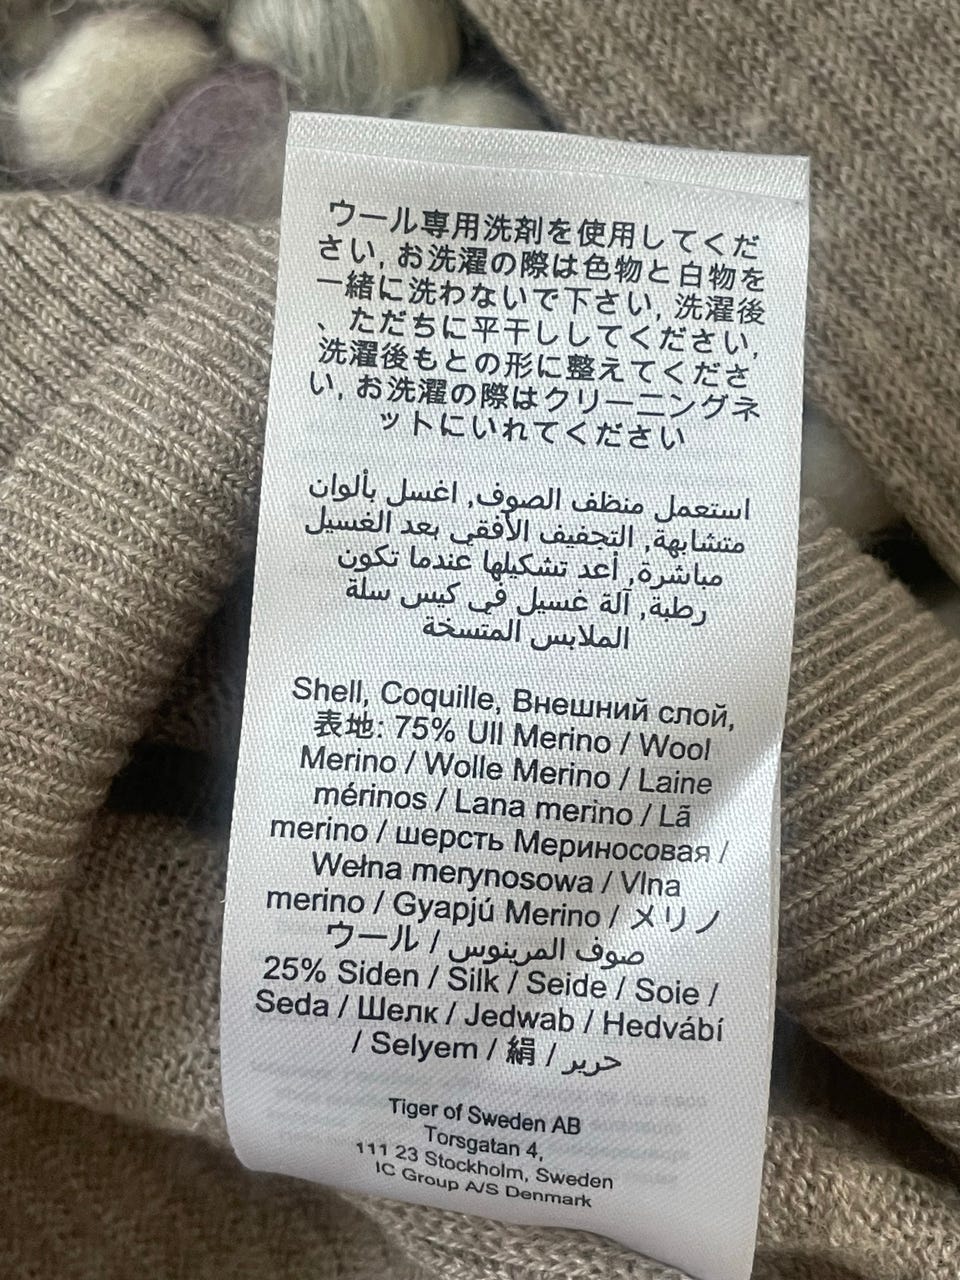 ウール専用洗剤を使用してくだ
さい, お洗濯の際は色物と白物を
一緒に洗わないで下さい, 洗濯後
、ただちに平干ししてください,
洗濯後もとの形に整えてくださ
い, お洗濯の際はクリーニングネ
ットにいれてください
استعمل منظف الصوف, اغسل بألوان
متشابهة, التجفيف الأفقي بعد الغسيل
مباشرة, أعد تشكيلها عندما تكون
رطبة, آلة غسيل في كيس سلة
الملابس المتسخة
Shell, Coquille, Внешний слой,
表地: 75% Ull Merino / Wool
Merino / Wolle Merino / Laine
mérinos / Lana merino / Lã
merino / шерсть Мериносовая /
Wełna merynosowa / Vlna
merino / Gyapjú Merino / メリノ
ウール / صوف المرينوس
25% Siden / Silk / Seide / Soie /
Seda / Шелк / Jedwab / Hedvábí
/ Selyem / 絹 / حرير
Tiger of Sweden AB
Torsgatan 4,
111 23 Stockholm, Sweden
IC Group A/S Denmark